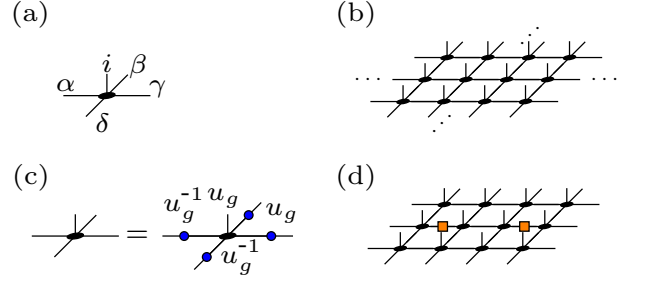 (a)
i β
α γ
δ
(b)
(c)
u_g^{-1} u_g u_g
=
u_g^{-1}
(d)